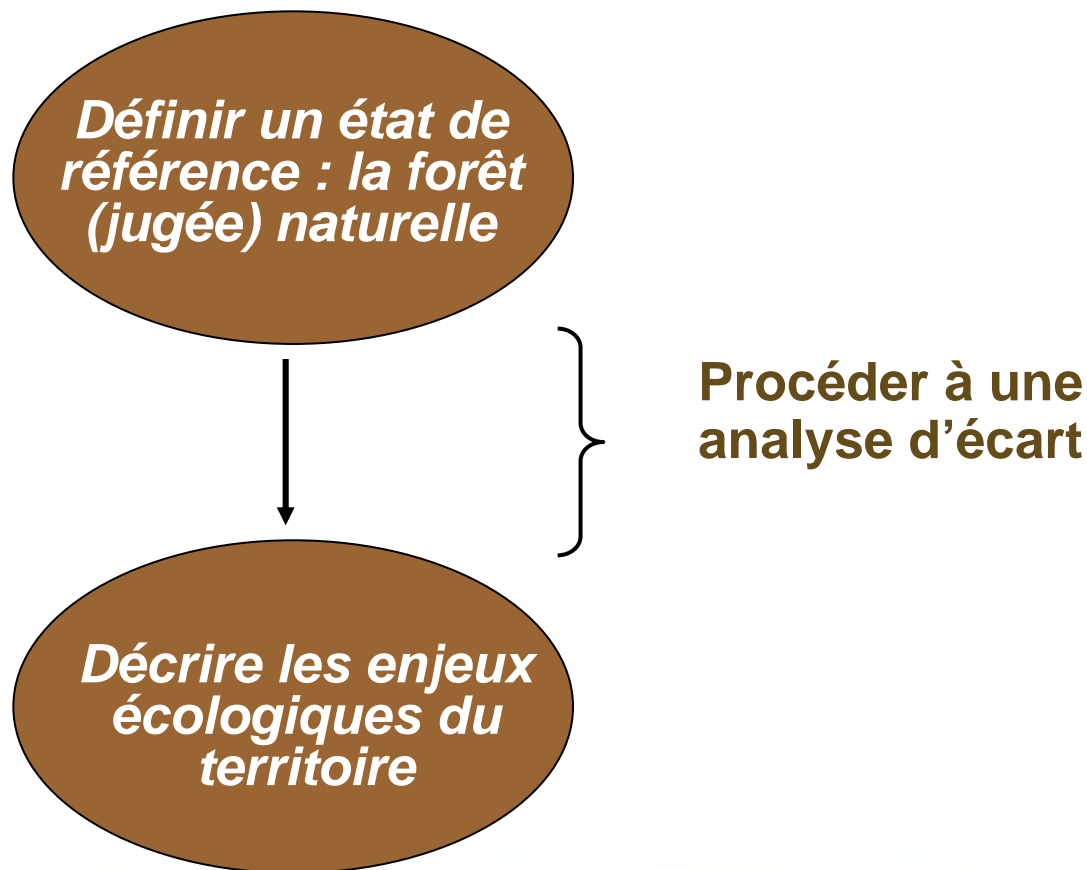 Définir un état de
référence : la forêt
(jugée) naturelle
Procéder à une
analyse d’écart
Décrire les enjeux
écologiques du
territoire